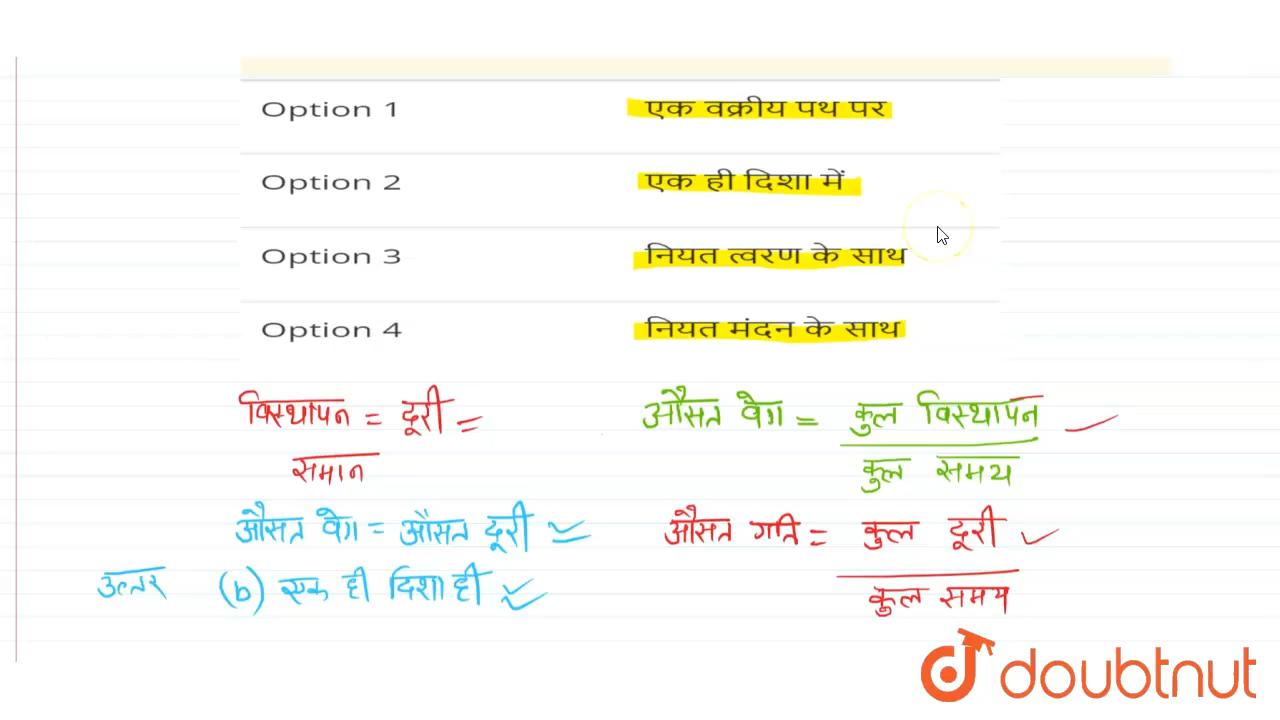 Option 1 एक वक्रीय पथ पर
Option 2 एक ही दिशा में
Option 3 नियत त्वरण के साथ
Option 4 नियत मंदन के साथ
विस्थापन = दूरी =
समान
औसत वेग = कुल विस्थापन
कुल समय
औसत वेग = औसत दूरी
औसत गति = कुल दूरी
कुल समय
उत्तर (b) एक ही दिशा ही
doubtnut